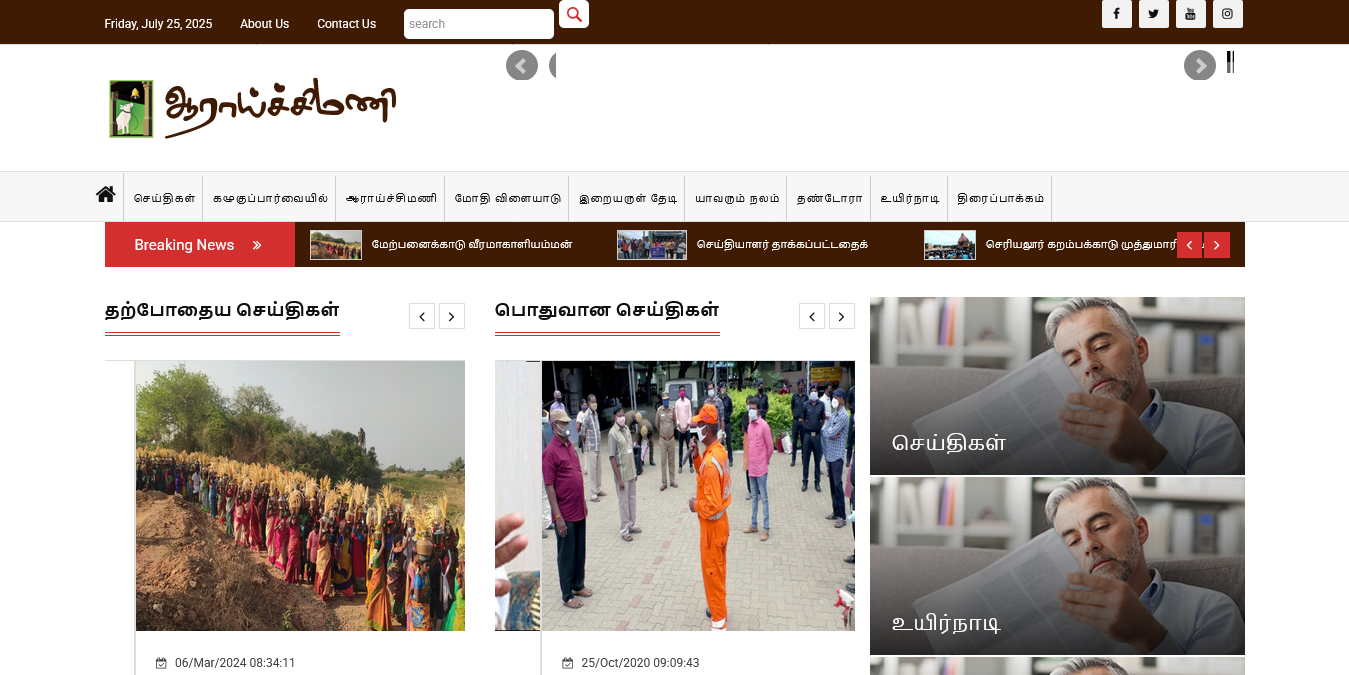 Friday, July 25, 2025 About Us Contact Us search
ஆராய்ச்சிமணி
செய்திகள் கழுகுப்பார்வையில் ஆராய்ச்சிமணி மோதி விளையாடு இறையருள் தேடி யாவரும் நலம் தண்டோரா உயிர்நாடி திரைப்பாக்கம்
Breaking News » மேற்பனைக்காடு வீரமாகாளியம்மன் செய்தியாளர் தாக்கப்பட்டதைக் செரியலூர் கறம்பக்காடு முத்துமாரி
தற்போதைய செய்திகள் பொதுவான செய்திகள்
செய்திகள்
உயிர்நாடி
06/Mar/2024 08:34:11 25/Oct/2020 09:09:43